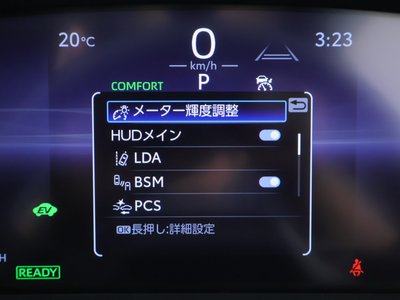 20℃
0
3:23
km/h
COMFORT
P
メーター輝度調整
HUDメイン
LDA
BSM
PCS
EV
H
OK長押し:詳細設定
READY